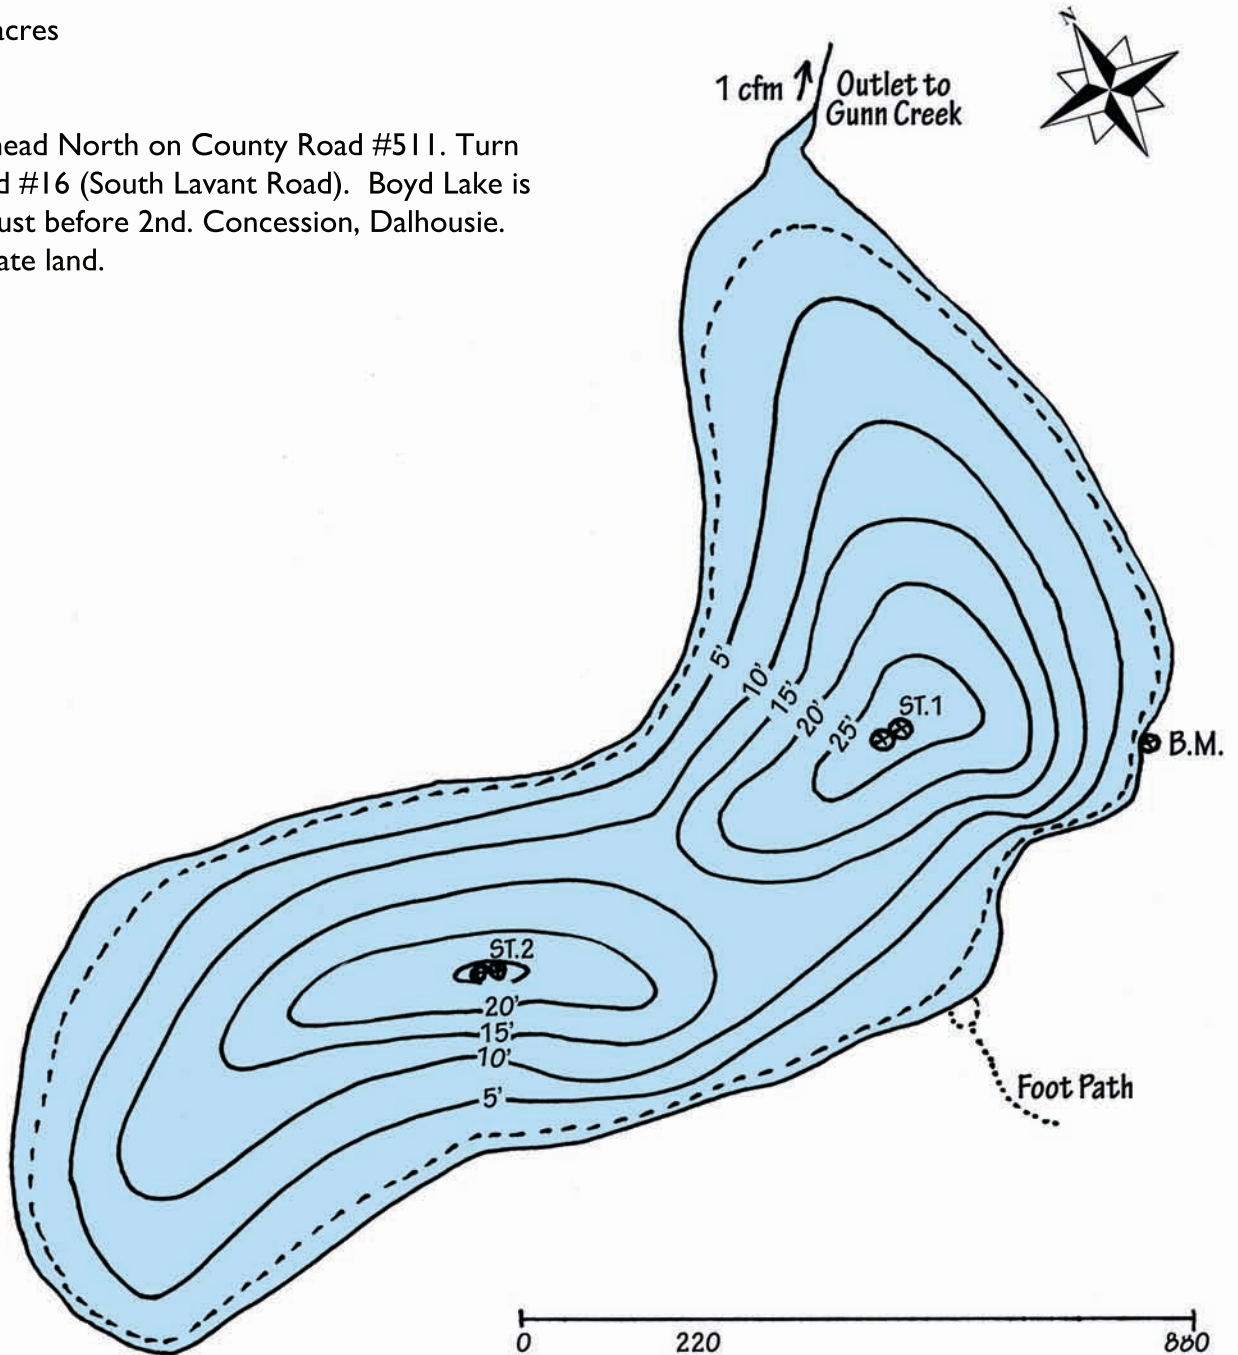 acres
head North on County Road #511. Turn
d #16 (South Lavant Road). Boyd Lake is
ust before 2nd. Concession, Dalhousie.
ate land.
N
1 cfm
Outlet to
Gunn Creek
5'
10'
15'
20'
25'
ST.1
B.M.
ST.2
20'
15'
10'
5'
Foot Path
0 220 880